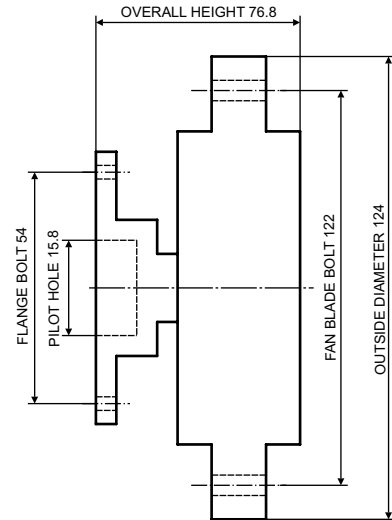 OVERALL HEIGHT 76.8
FLANGE BOLT 54
PILOT HOLE 15.8
FAN BLADE BOLT 122
OUTSIDE DIAMETER 124